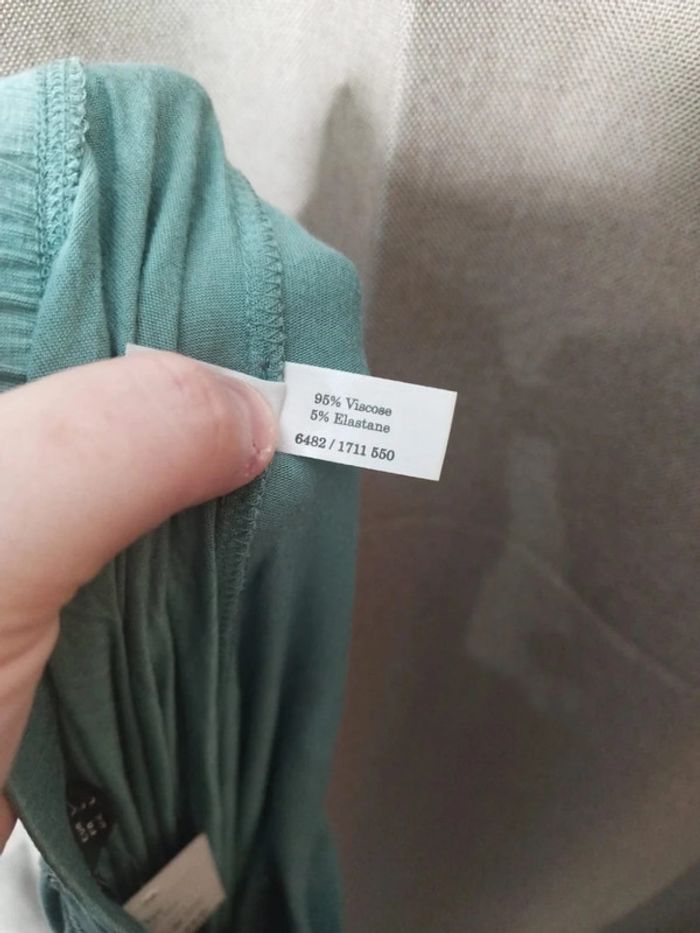 95% Viscose
5% Elastane
6482 / 1711 550